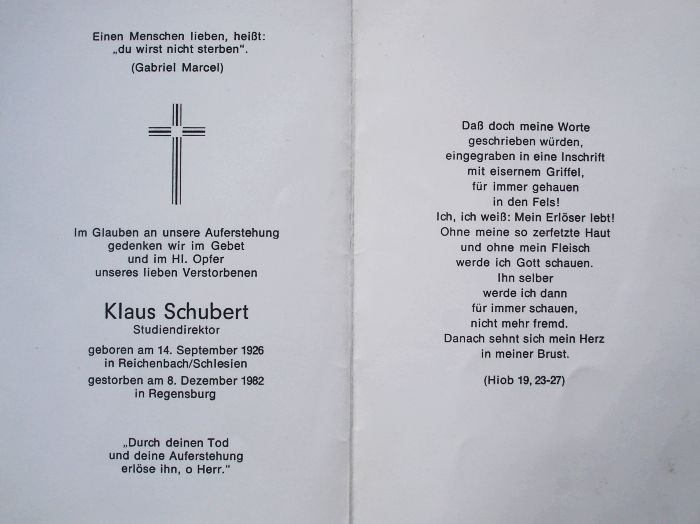 Einen Menschen lieben, heißt:
„du wirst nicht sterben“.
(Gabriel Marcel)
Im Glauben an unsere Auferstehung
gedenken wir im Gebet
und im Hl. Opfer
unseres lieben Verstorbenen
Klaus Schubert
Studiendirektor
geboren am 14. September 1926
in Reichenbach/Schlesien
gestorben am 8. Dezember 1982
in Regensburg
„Durch deinen Tod
und deine Auferstehung
erlöse ihn, o Herr."
Daß doch meine Worte
geschrieben würden,
eingegraben in eine Inschrift
mit eisernem Griffel,
für immer gehauen
in den Fels!
Ich, ich weiß: Mein Erlöser lebt!
Ohne meine so zerfetzte Haut
und ohne mein Fleisch
werde ich Gott schauen.
Ihn selber
werde ich dann
für immer schauen,
nicht mehr fremd.
Danach sehnt sich mein Herz
in meiner Brust.
(Hiob 19, 23-27)